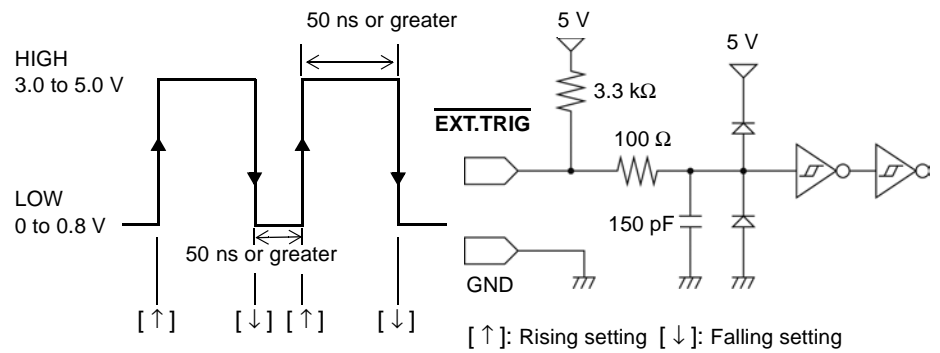 50 ns or greater
HIGH
3.0 to 5.0 V
LOW
0 to 0.8 V
50 ns or greater
[ ↑ ] [ ↓ ] [ ↑ ] [ ↓ ]
5 V
5 V
3.3 kΩ
EXT.TRIG
100 Ω
150 pF
GND
[ ↑ ]: Rising setting [ ↓ ]: Falling setting